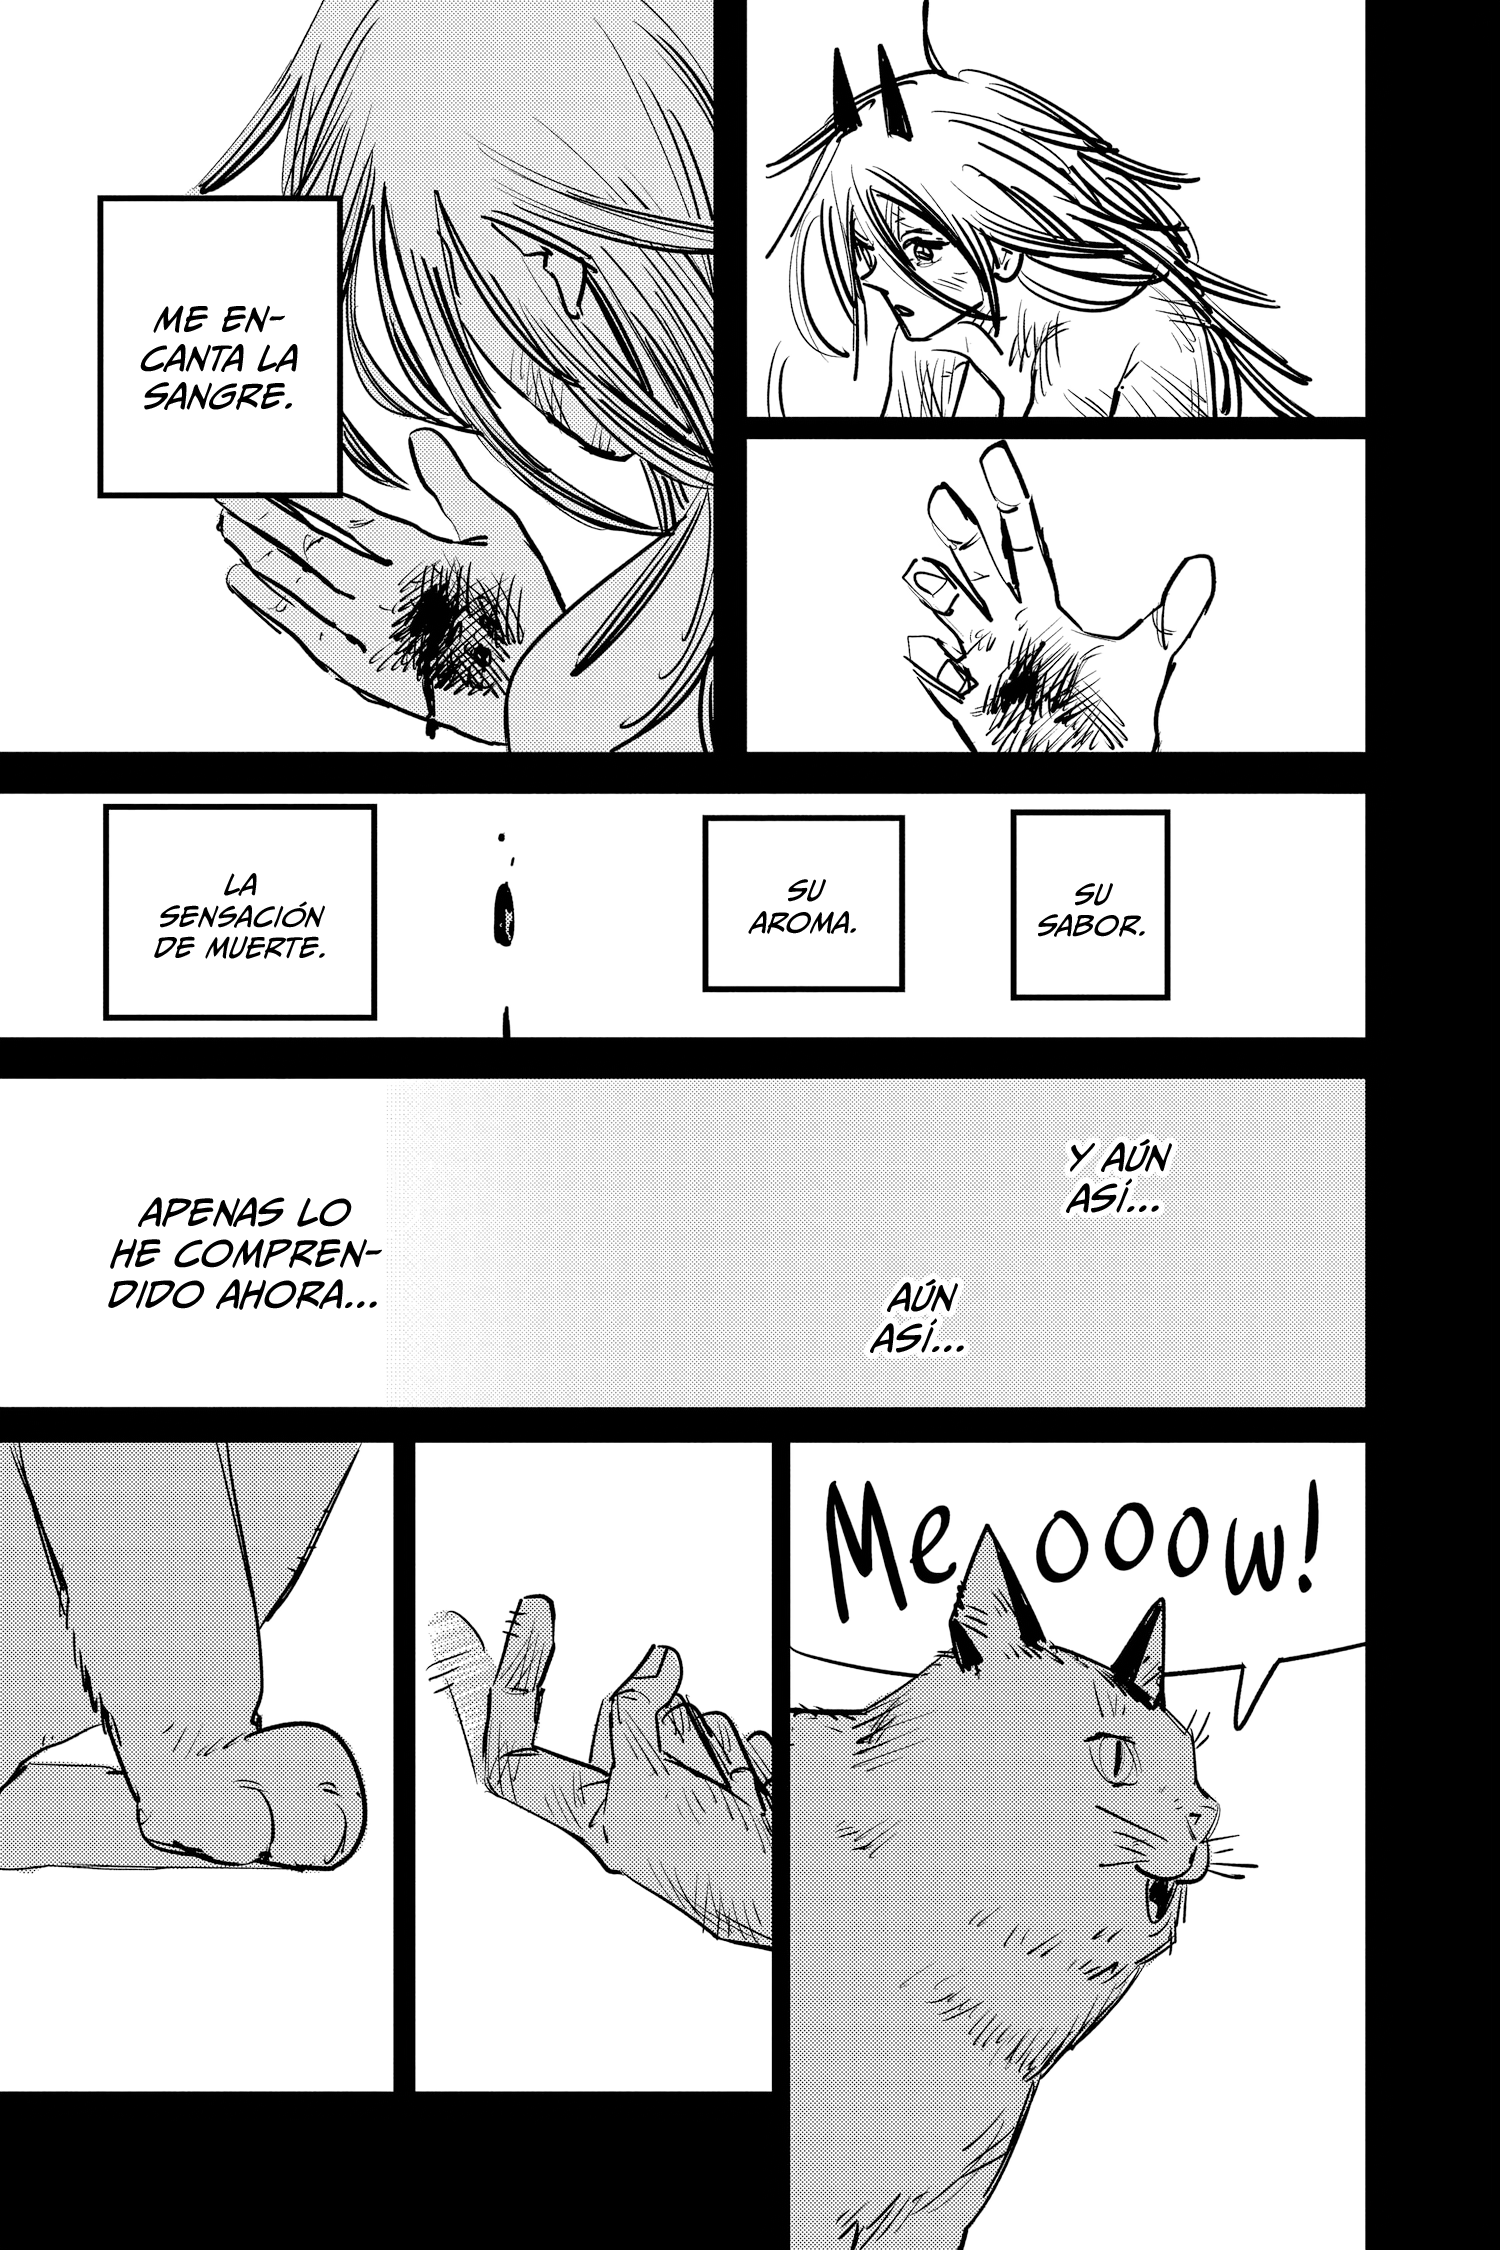 ME EN-
CANTA LA
SANGRE.
SU
SABOR.
SU
AROMA.
LA
SENSACIÓN
DE MUERTE.
Y AÚN
ASÍ...
AÚN
ASÍ...
APENAS LO
HE COMPREN-
DIDO AHORA...
Meooow!